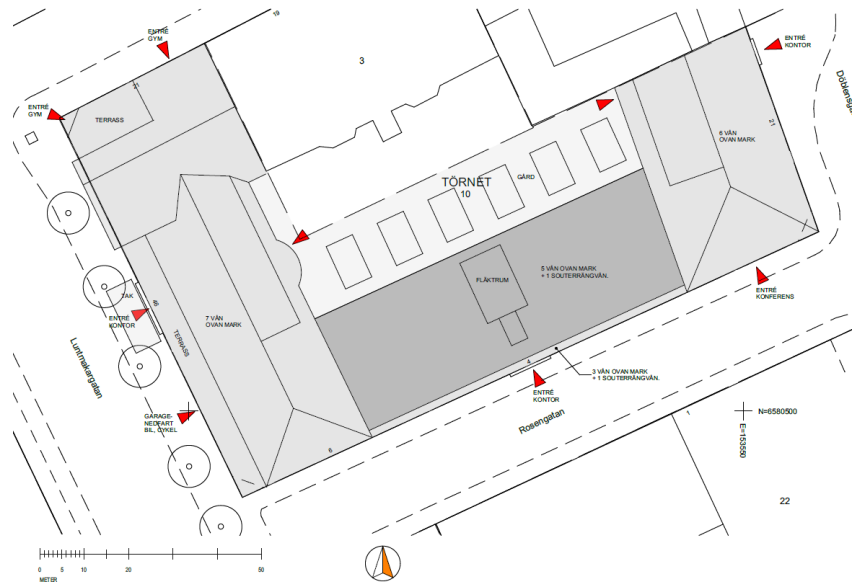 19
ENTRÉ
GYM
3
ENTRÉ
KONTOR
ENTRÉ
GYM
21
TERRASS
21
6 VÅN
OVAN MARK
TÖRNET
10
GÅRD
5 VÅN OVAN MARK
+ 1 SOUTERRÄNGVÅN.
FLÄKTRUM
ENTRÉ
KONFERENS
TAK
46
7 VÅN
OVAN MARK
ENTRÉ
KONTOR
TERRASS
Luntmakargatan
4
3 VÅN OVAN MARK
+ 1 SOUTERRÄNGVÅN.
ENTRÉ
KONTOR
GARAGE-
NEDFART
BIL, CYKEL
Rosengatan
1
N=6580500
E=153550
6
22
0 5 10 20 50
METER